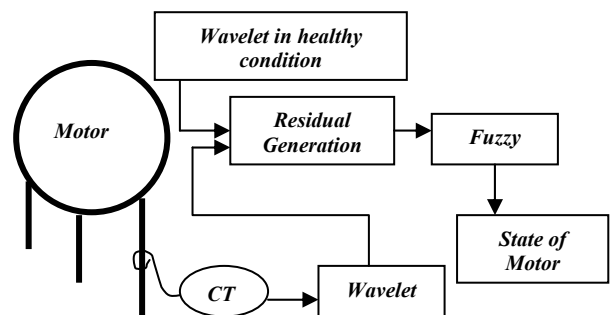 Wavelet in healthy
condition
Motor
Residual
Generation
Fuzzy
State of
Motor
CT
Wavelet